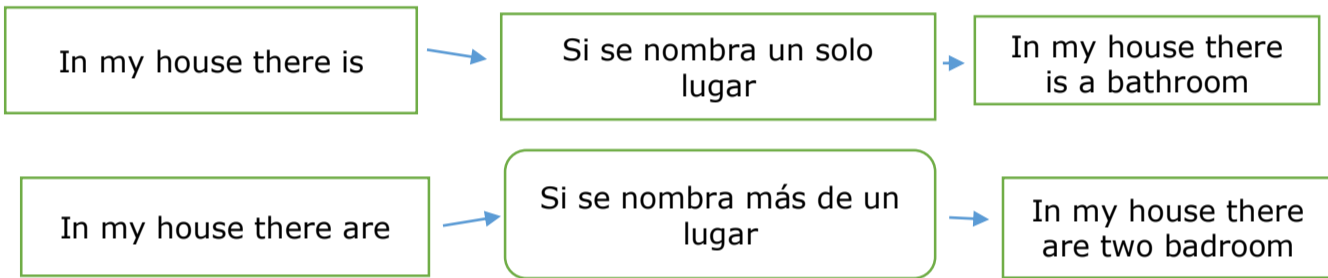 In my house there is
Si se nombra un solo
lugar
In my house there
is a bathroom
In my house there are
Si se nombra más de un
lugar
In my house there
are two badroom